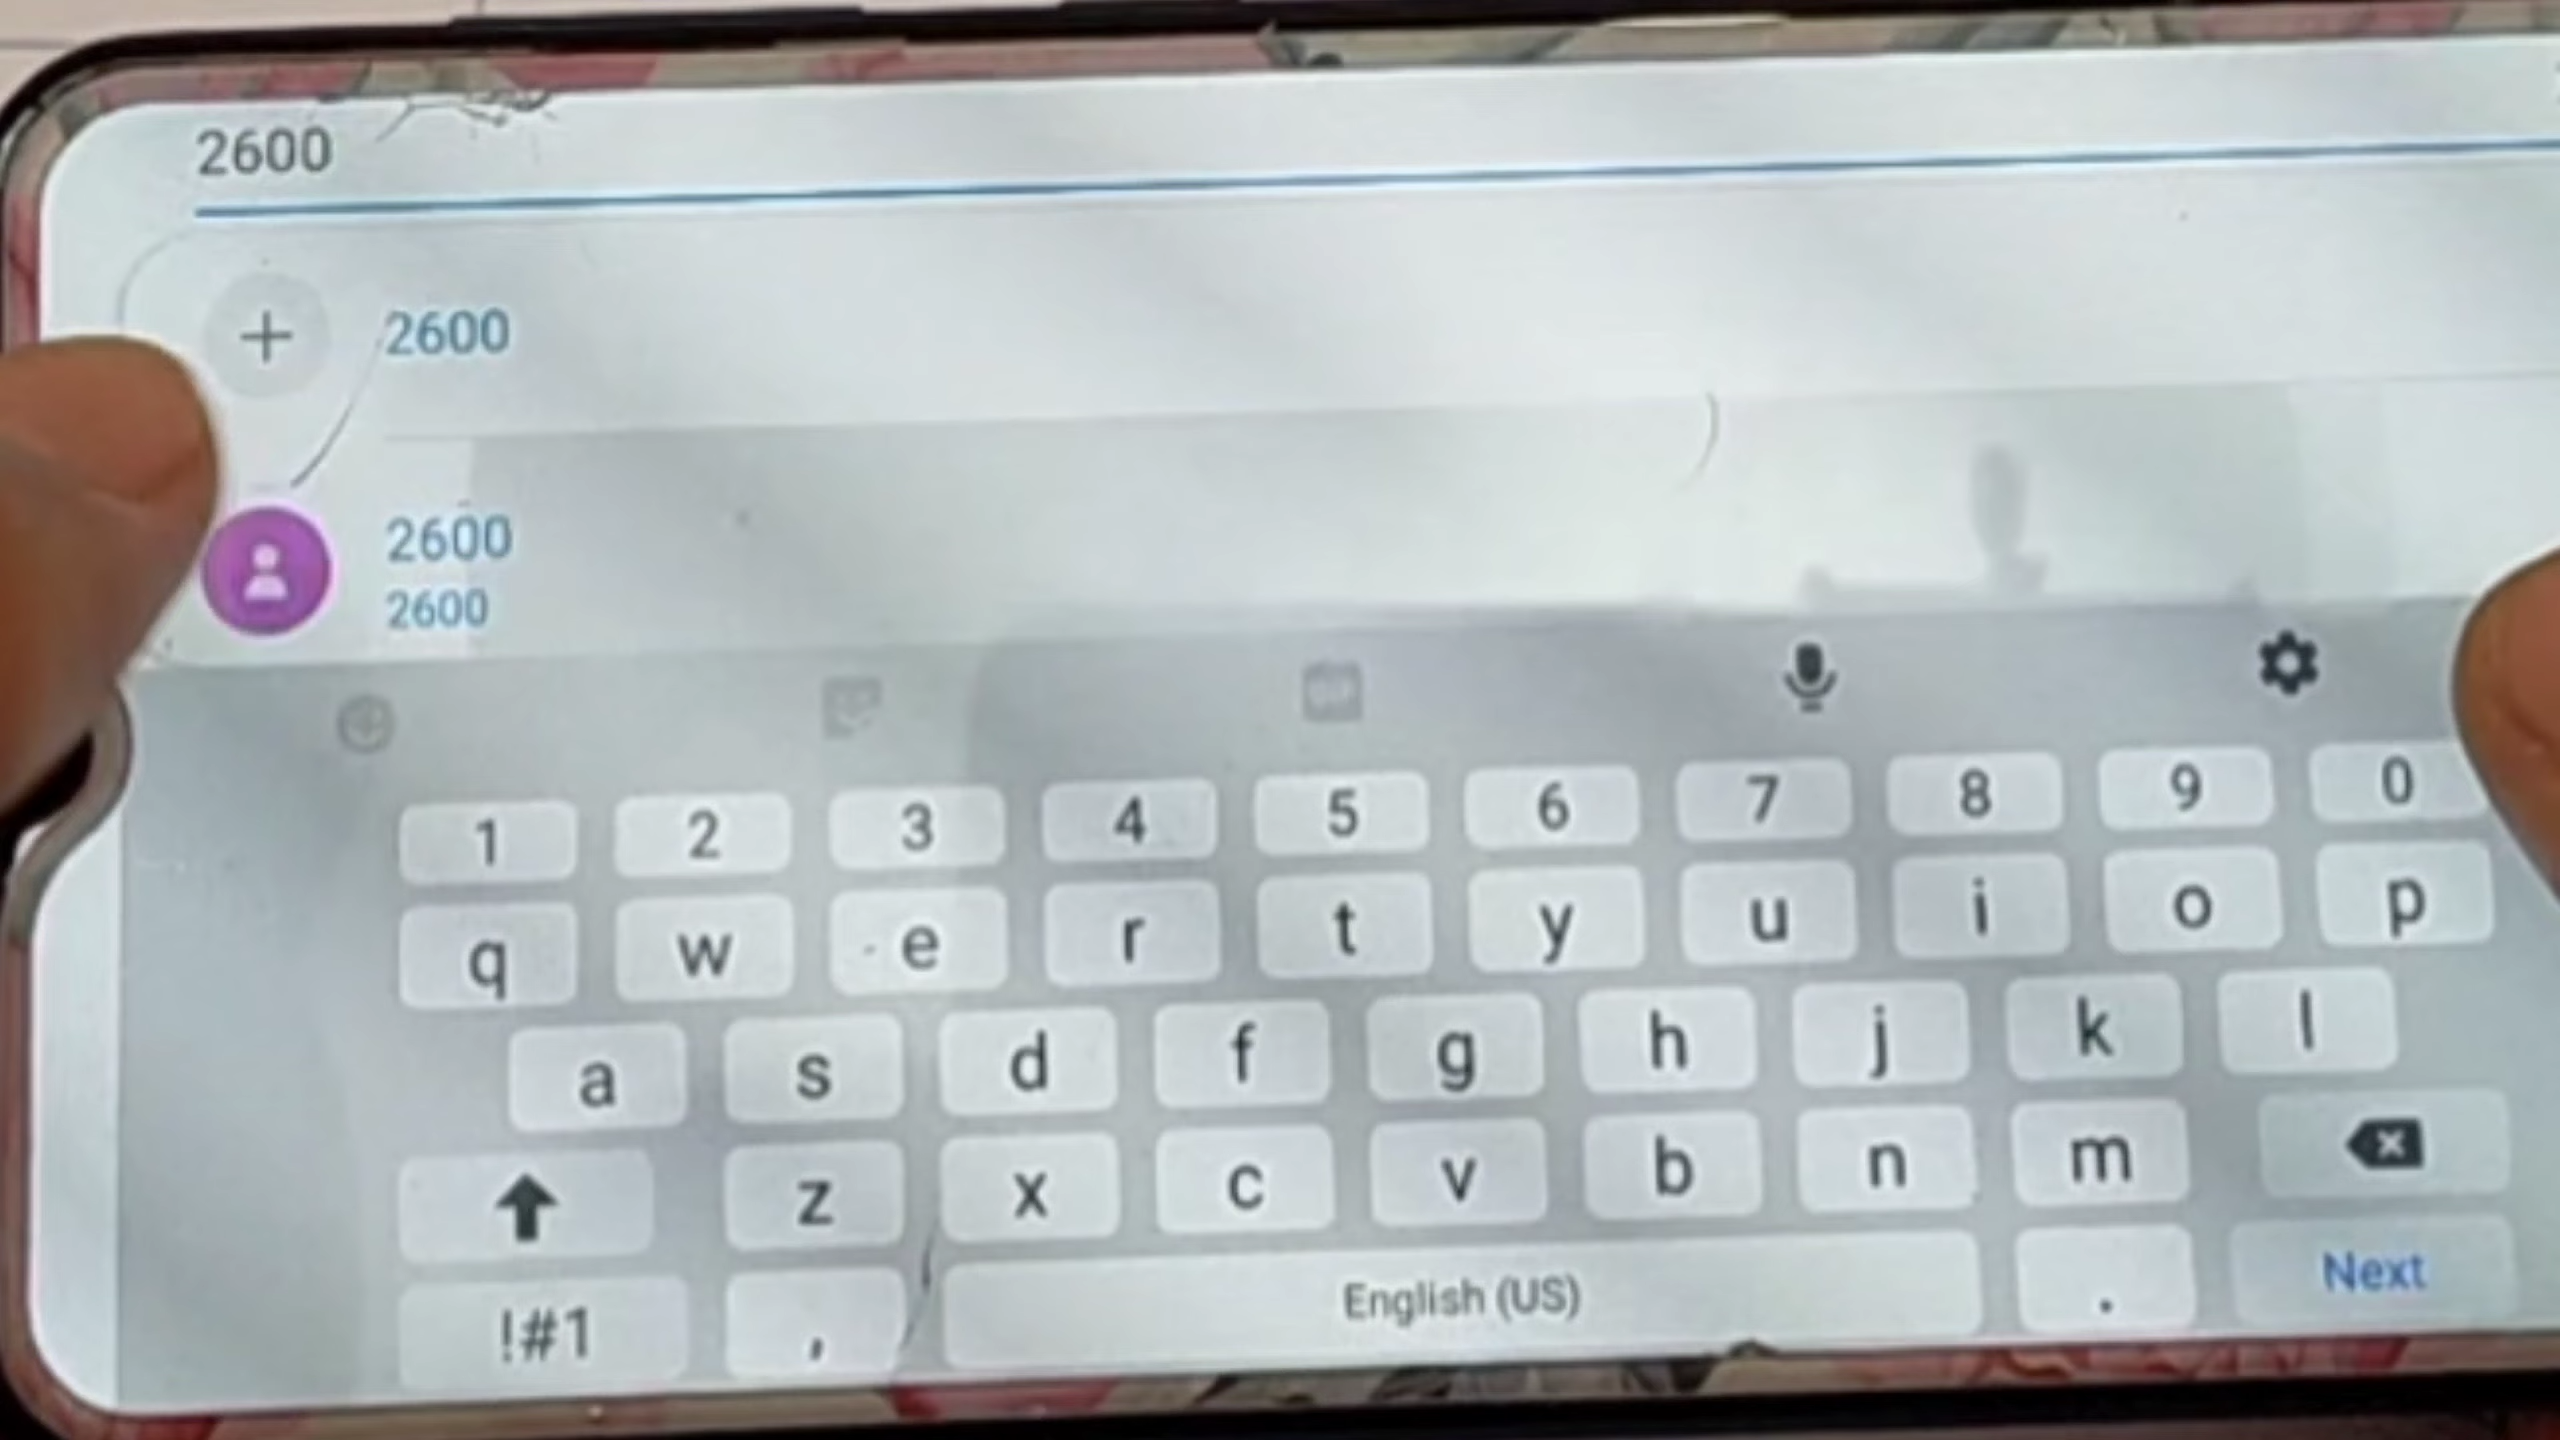 2600
2600
2600
2600
1 2 3 4 5 6 7 8 9 0
q w e r t y u i o p
a s d f g h j k l
z x c v b n m
!#1 , English (US) . Next